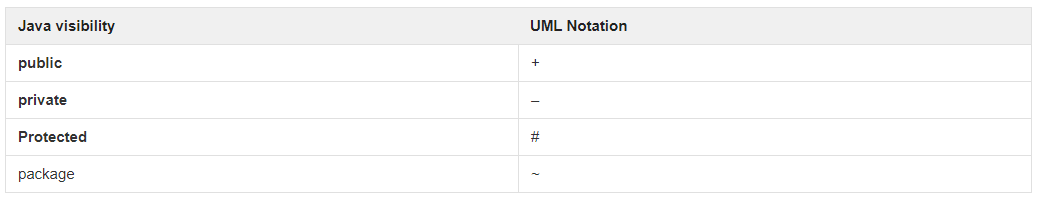 Java visibility UML Notation
public +
private –
Protected #
package ~